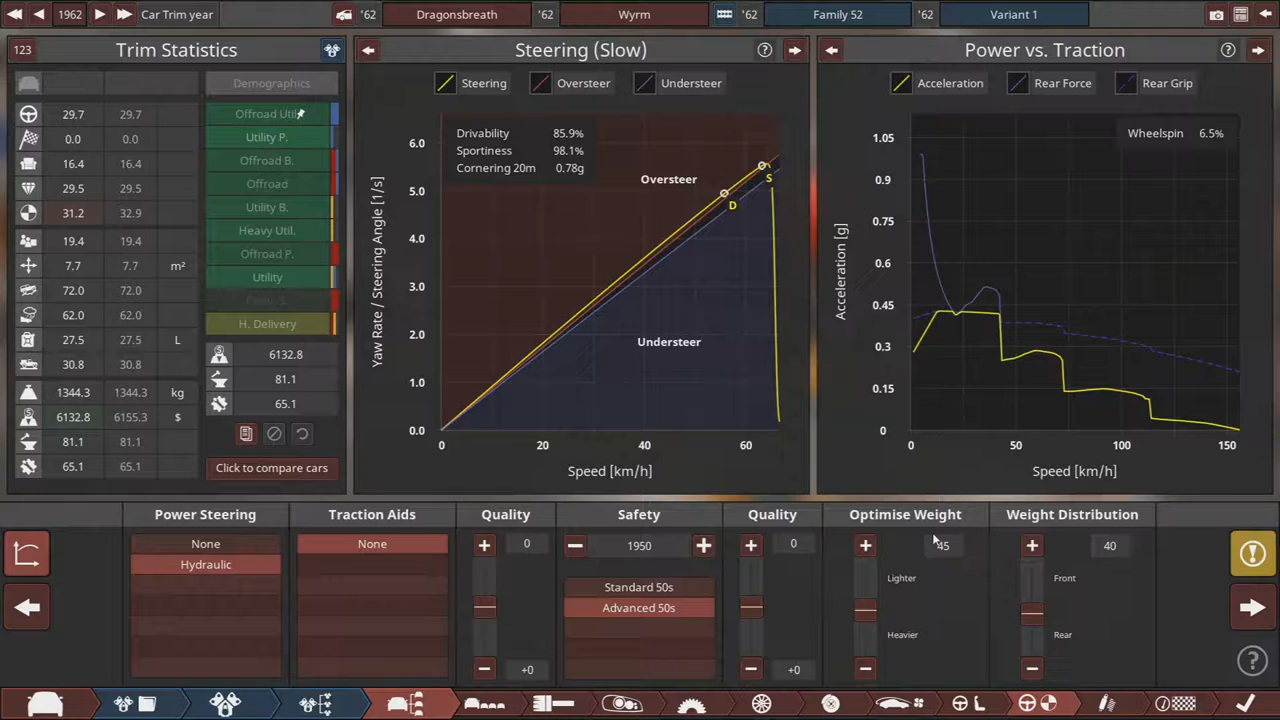 1962 Car Trim year '62 Dragonsbreath '62 Wyrm '62 Family 52 '62 Variant 1
123 Trim Statistics
Demographics
29.7 29.7
0.0 0.0
16.4 16.4
29.5 29.5
31.2 32.9
19.4 19.4
7.7 7.7 m²
72.0 72.0
62.0 62.0
27.5 27.5 L
30.8 30.8
1344.3 1344.3 kg
6132.8 6155.3 $
81.1 81.1
65.1 65.1
Offroad Util
Utility P.
Offroad B.
Offroad
Utility B.
Heavy Util.
Offroad P.
Utility
H. Delivery
6132.8
81.1
65.1
Click to compare cars
Steering (Slow) ?
Steering Oversteer Understeer
Drivability 85.9%
Sportiness 98.1%
Cornering 20m 0.78g
Oversteer
Understeer
S
D
Yaw Rate / Steering Angle [1/s]
6.0
5.0
4.0
3.0
2.0
1.0
0.0
0 20 40 60
Speed [km/h]
Power vs. Traction ?
Acceleration Rear Force Rear Grip
Wheelspin 6.5%
Acceleration [g]
1.05
0.9
0.75
0.6
0.45
0.3
0.15
0
0 50 100 150
Speed [km/h]
Power Steering
None
Hydraulic
Traction Aids
None
Quality
+ 0
- +0
Safety
- 1950 +
Standard 50s
Advanced 50s
Quality
+ 0
- +0
Optimise Weight
+ 45
Lighter
Heavier
-
Weight Distribution
+ 40
Front
Rear
-
!
?